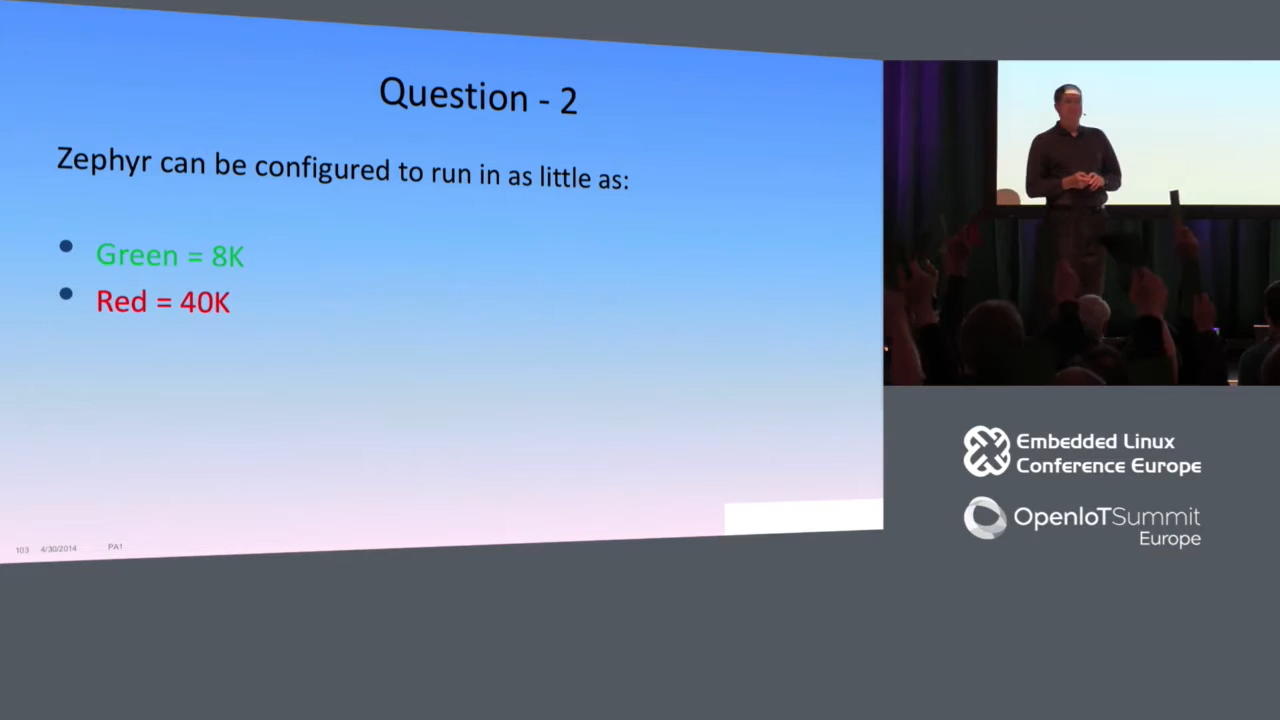 Question - 2
Zephyr can be configured to run in as little as:
• Green = 8K
• Red = 40K
103 4/30/2014 PA1
Embedded Linux
Conference Europe
OpenIoTSummit
Europe